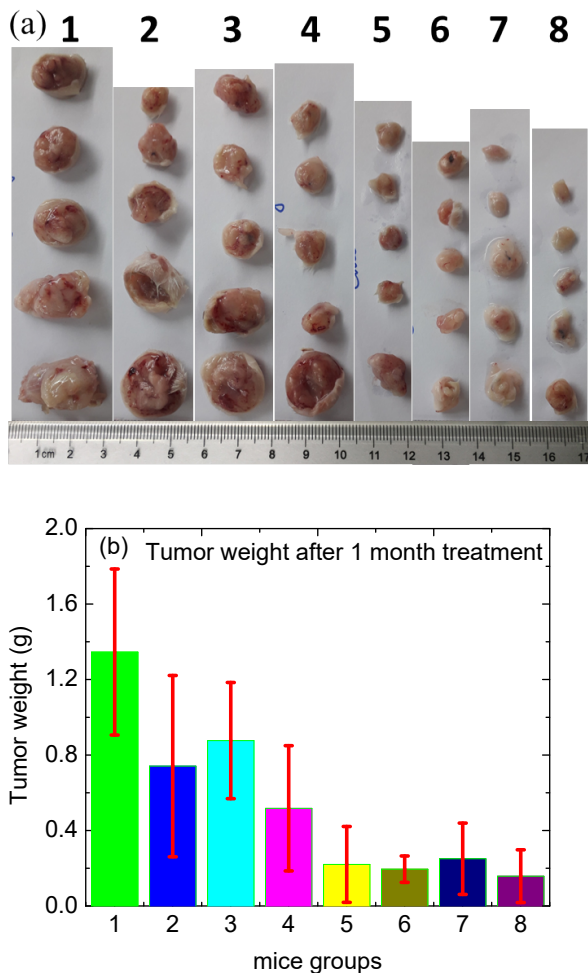 (a) 1 2 3 4 5 6 7 8
1 cm 2 3 4 5 6 7 8 9 10 11 12 13 14 15 16 17
(b) Tumor weight after 1 month treatment
Tumor weight (g)
2.0
1.6
1.2
0.8
0.4
0.0
1 2 3 4 5 6 7 8
mice groups